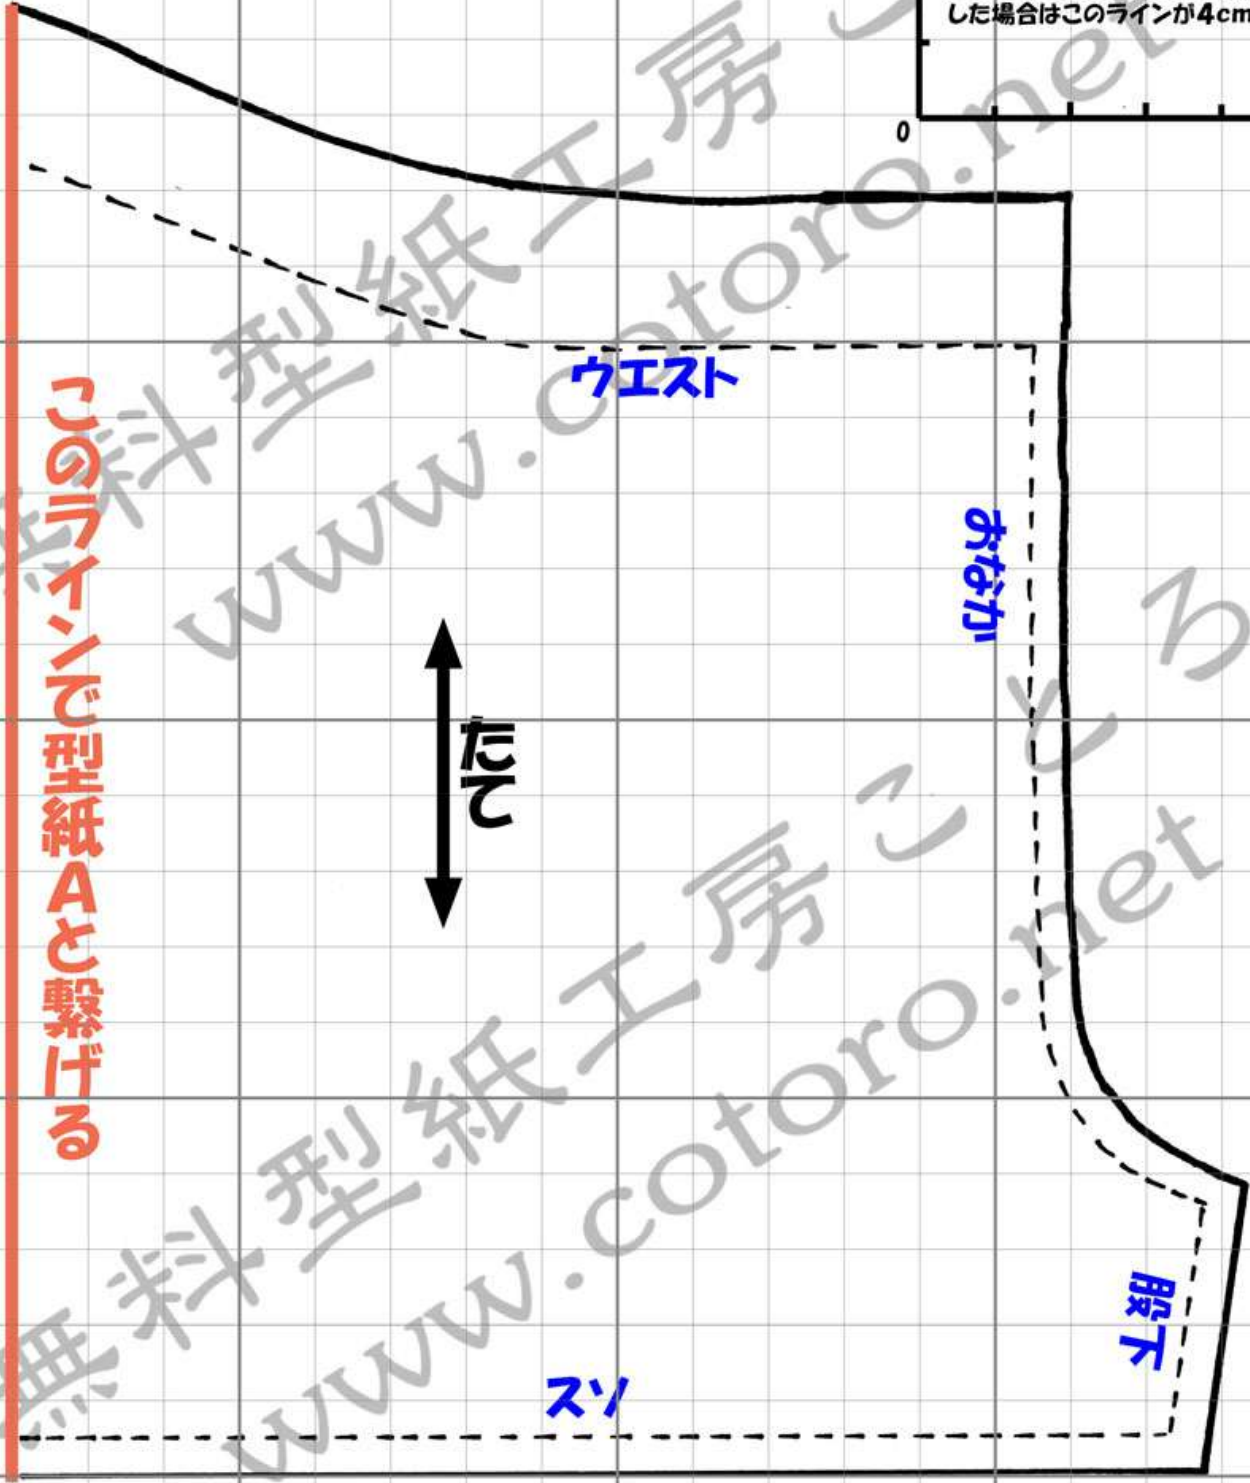 した場合はこのラインが4cm
0
ウエスト
おなか
このラインで型紙Aと繋げる
たて
股下
スソ
無料型紙工房こ
www.cotoro.net
無料型紙工房ことろ
www.cotoro.net